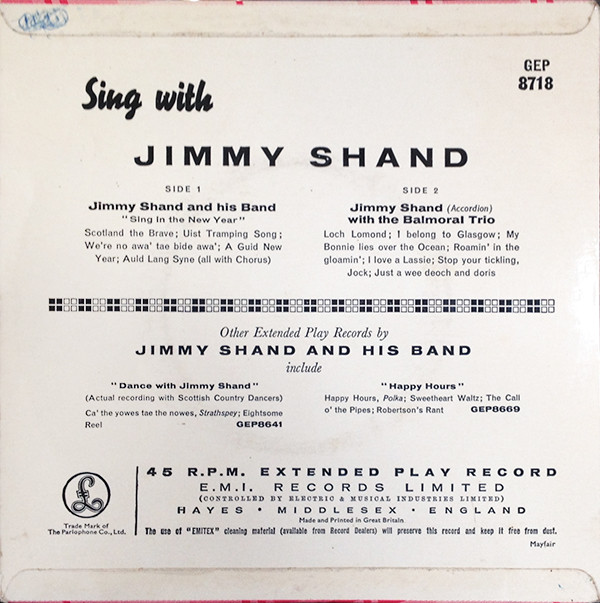 GEP
8718
Sing with
JIMMY SHAND
SIDE 1
Jimmy Shand and his Band
"Sing in the New Year"
Scotland the Brave; Uist Tramping Song;
We're no awa' tae bide awa'; A Guid New
Year; Auld Lang Syne (all with Chorus)
SIDE 2
Jimmy Shand (Accordion)
with the Balmoral Trio
Loch Lomond; I belong to Glasgow; My
Bonnie lies over the Ocean; Roamin' in the
gloamin'; I love a Lassie; Stop your tickling,
Jock; Just a wee deoch and doris
Other Extended Play Records by
JIMMY SHAND AND HIS BAND
include
"Dance with Jimmy Shand"
(Actual recording with Scottish Country Dancers)
Ca' the yowes tae the nowes, Strathspey; Eightsome
Reel GEP8641
"Happy Hours"
Happy Hours, Polka; Sweetheart Waltz; The Call
o' the Pipes; Robertson's Rant GEP8669
£
Trade Mark of
The Parlophone Co., Ltd.
45 R.P.M. EXTENDED PLAY RECORD
E.M.I. RECORDS LIMITED
(CONTROLLED BY ELECTRIC & MUSICAL INDUSTRIES LIMITED)
HAYES • MIDDLESEX • ENGLAND
Made and Printed in Great Britain
The use of "EMITEX" cleaning material (available from Record Dealers) will preserve this record and keep it free from dust.
Mayfair